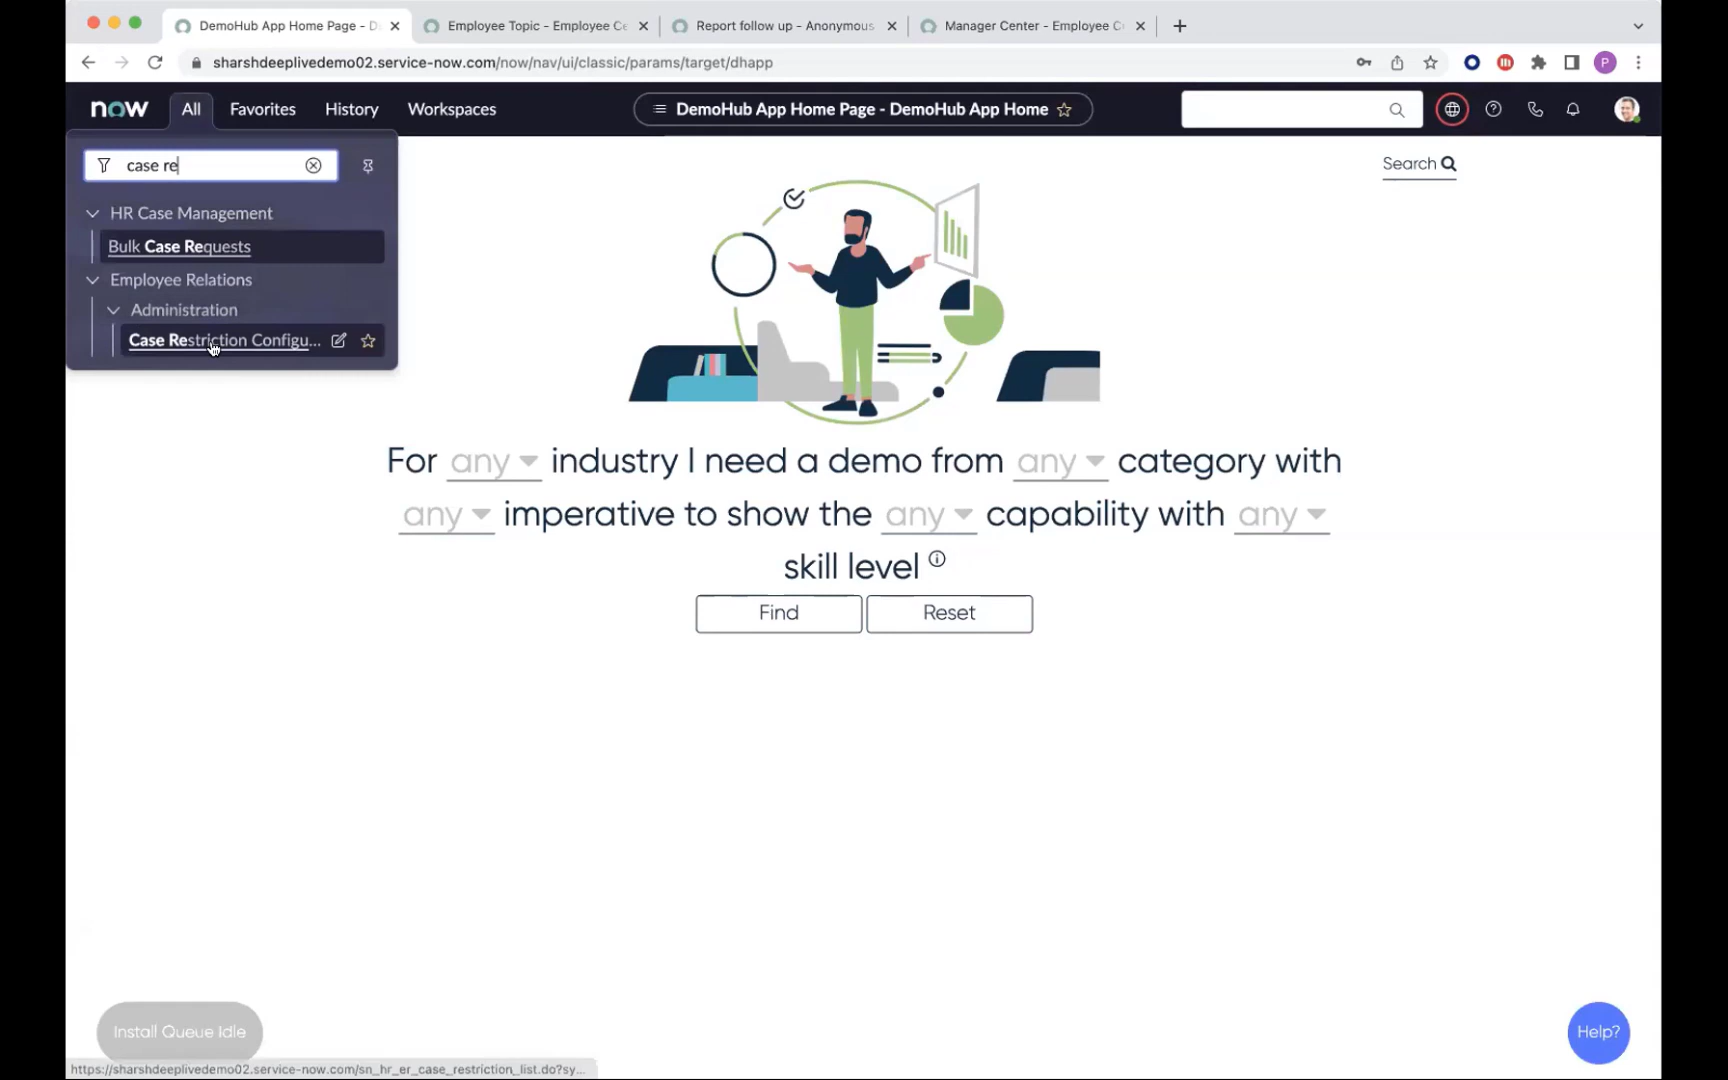 DemoHub App Home Page - D
Employee Topic - Employee Ce
Report follow up - Anonymous
Manager Center - Employee C
sharshdeeplivedemo02.service-now.com/now/nav/ui/classic/params/target/dhapp
P
now
All
Favorites
History
Workspaces
DemoHub App Home Page - DemoHub App Home
case re
HR Case Management
Bulk Case Requests
Employee Relations
Administration
Case Restriction Configu...
Search
For any industry I need a demo from any category with
any imperative to show the any capability with any
skill level
Find
Reset
Install Queue Idle
Help?
https://sharshdeeplivedemo02.service-now.com/sn_hr_er_case_restriction_list.do?sy...